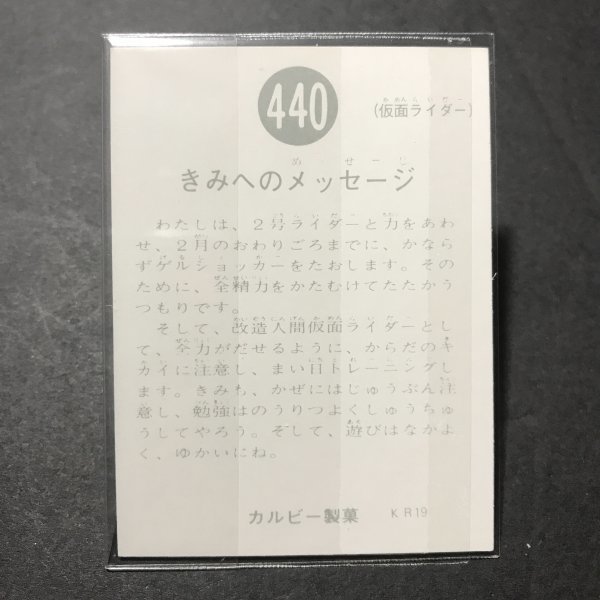 440
(仮面ライダー)
きみへのメッセージ
わたしは、2号ライダーと力をあわ
せ、2月のおわりごろまでに、かなら
ずゲルショッカーをたおします。その
ために、全精力をかたむけてたたかう
つもりです。
そして、改造人間仮面ライダーとし
て、全力がだせるように、からだのキ
カイに注意し、まい日トレーニングし
ます。きみも、かぜにはじゅうぶん注
意し、勉強はのうりつよくしゅうちゅ
うしてやろう。そして、遊びはなかよ
く、ゆかいにね。
カルビー製菓 KR19